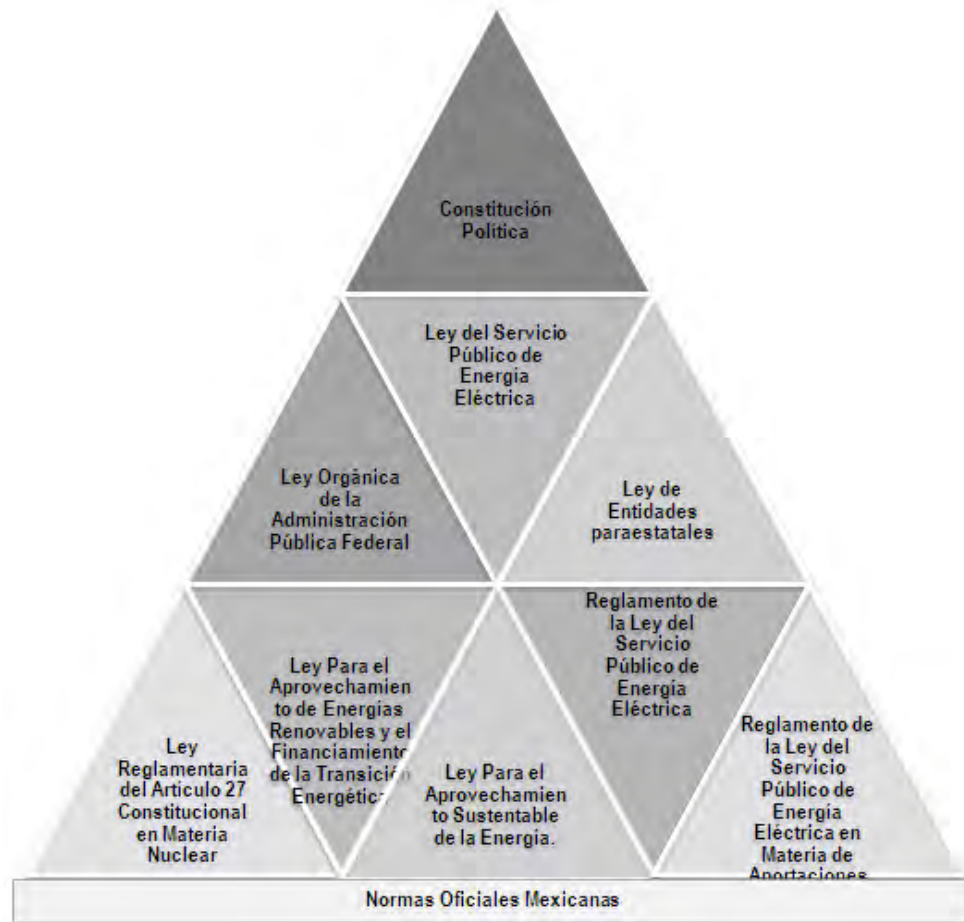 Constitución
Política
Ley del Servicio
Público de
Energía
Eléctrica
Ley Orgánica
de la
Administración
Pública Federal
Ley de
Entidades
paraestatales
Ley
Reglamentaria
del Artículo 27
Constitucional
en Materia
Nuclear
Ley Para el
Aprovechamien
to de Energías
Renovables y el
Financiamiento
de la Transición
Energética
Ley Para el
Aprovechamien
to Sustentable
de la Energía.
Reglamento de
la Ley del
Servicio
Público de
Energía
Eléctrica
Reglamento de
la Ley del
Servicio
Público de
Energía
Eléctrica en
Materia de
Aportaciones
Normas Oficiales Mexicanas